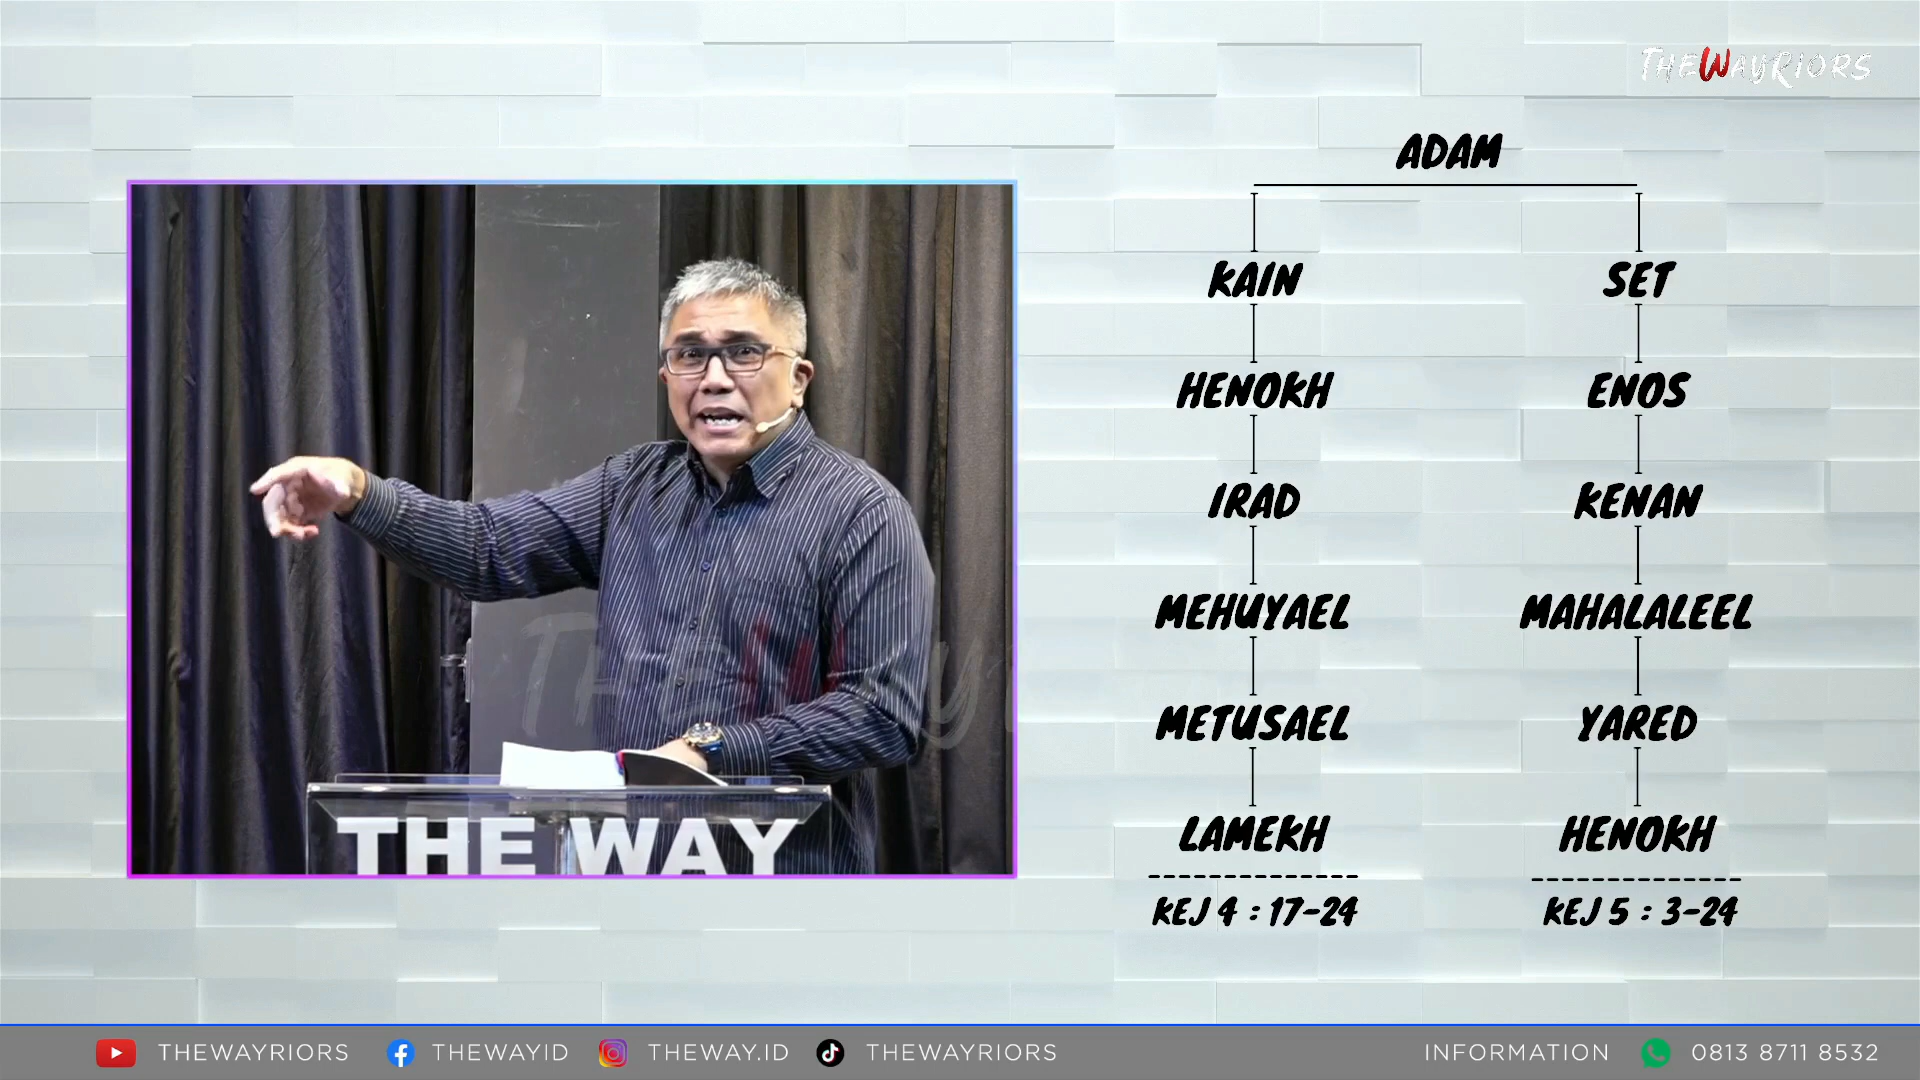 THEWAYRIORS
ADAM
KAIN SET
HENOKH ENOS
IRAD KENAN
MEHUYAEL MAHALALEEL
METUSAEL YARED
LAMEKH HENOKH
KEJ 4 : 17-24 KEJ 5 : 3-24
THEWAYR
THE WAY
THEWAYRIORS THEWAYID THEWAY.ID THEWAYRIORS INFORMATION 0813 8711 8532